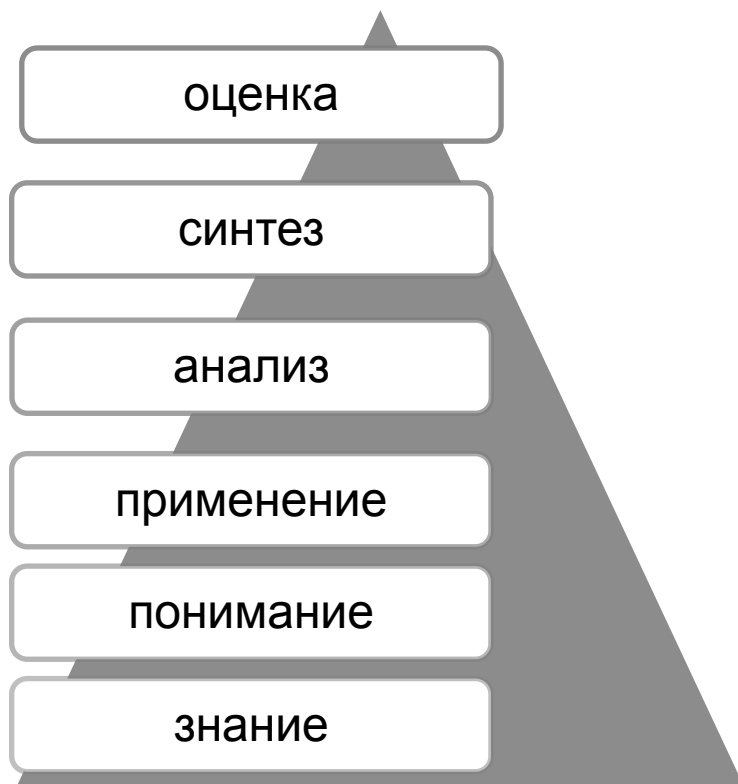 оценка
синтез
анализ
применение
понимание
знание